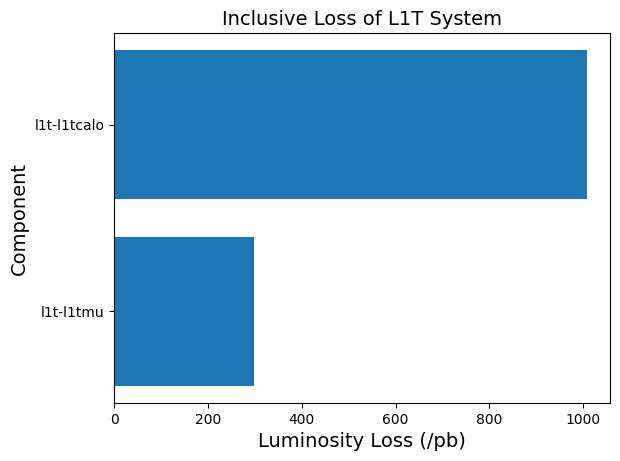 Inclusive Loss of L1T System
l1t-l1tcalo
l1t-l1tmu
Component
0 200 400 600 800 1000
Luminosity Loss (/pb)